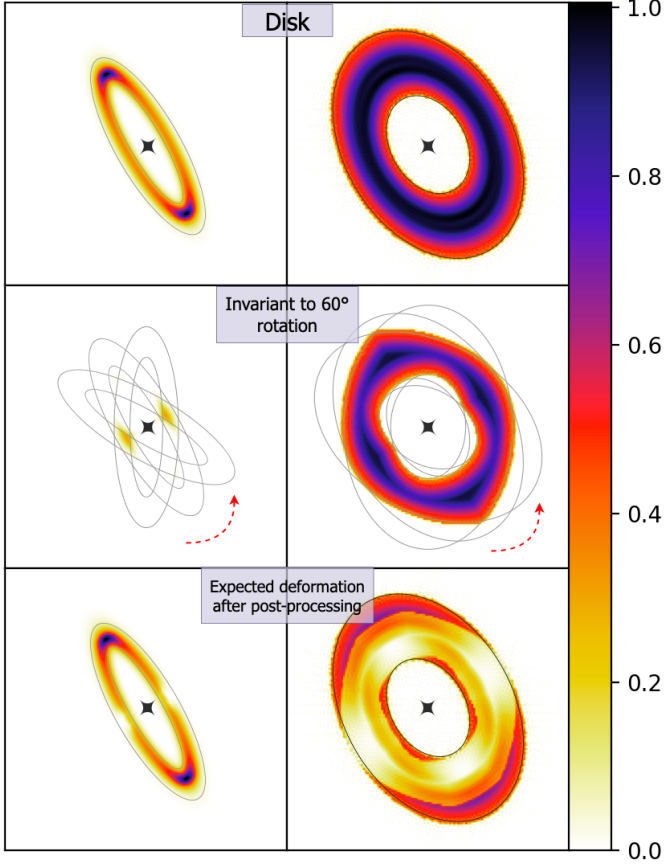 Disk
Invariant to 60°
rotation
Expected deformation
after post-processing
1.0
0.8
0.6
0.4
0.2
0.0